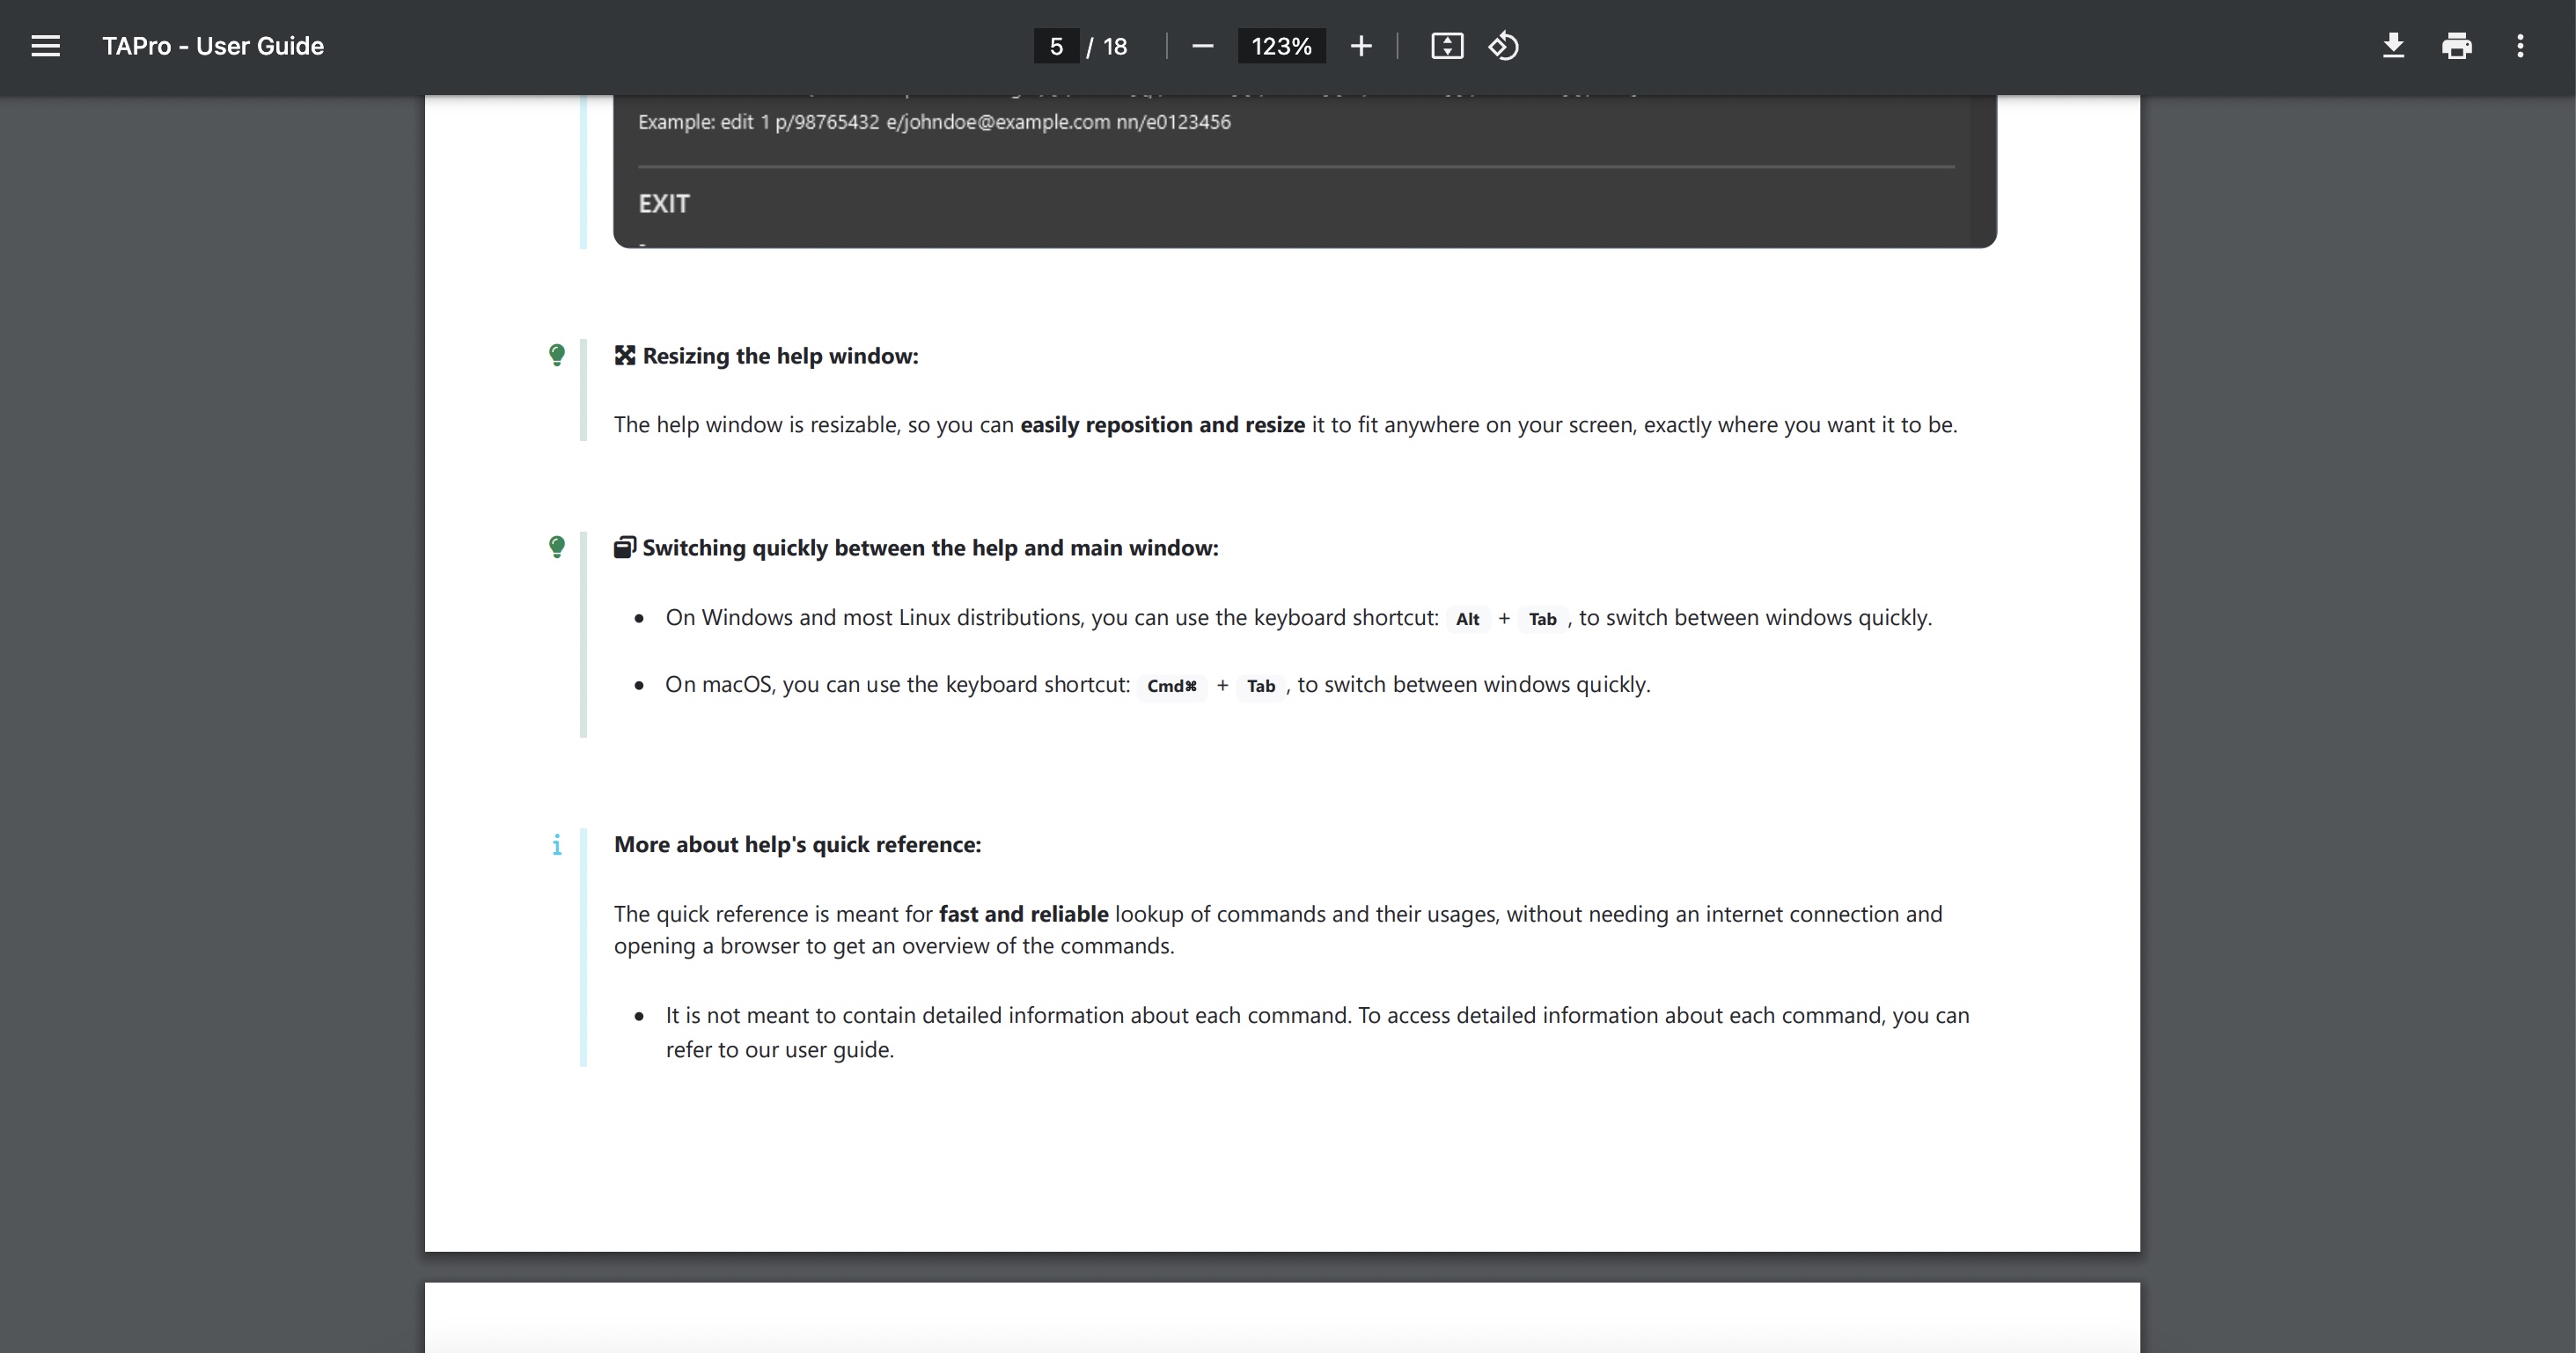 TAPro - User Guide
5 / 18
123%
Example: edit 1 p/98765432 e/johndoe@example.com nn/e0123456
EXIT
Resizing the help window:
The help window is resizable, so you can easily reposition and resize it to fit anywhere on your screen, exactly where you want it to be.
Switching quickly between the help and main window:
• On Windows and most Linux distributions, you can use the keyboard shortcut: Alt + Tab , to switch between windows quickly.
• On macOS, you can use the keyboard shortcut: Cmd⌘ + Tab , to switch between windows quickly.
More about help's quick reference:
The quick reference is meant for fast and reliable lookup of commands and their usages, without needing an internet connection and
opening a browser to get an overview of the commands.
• It is not meant to contain detailed information about each command. To access detailed information about each command, you can
refer to our user guide.